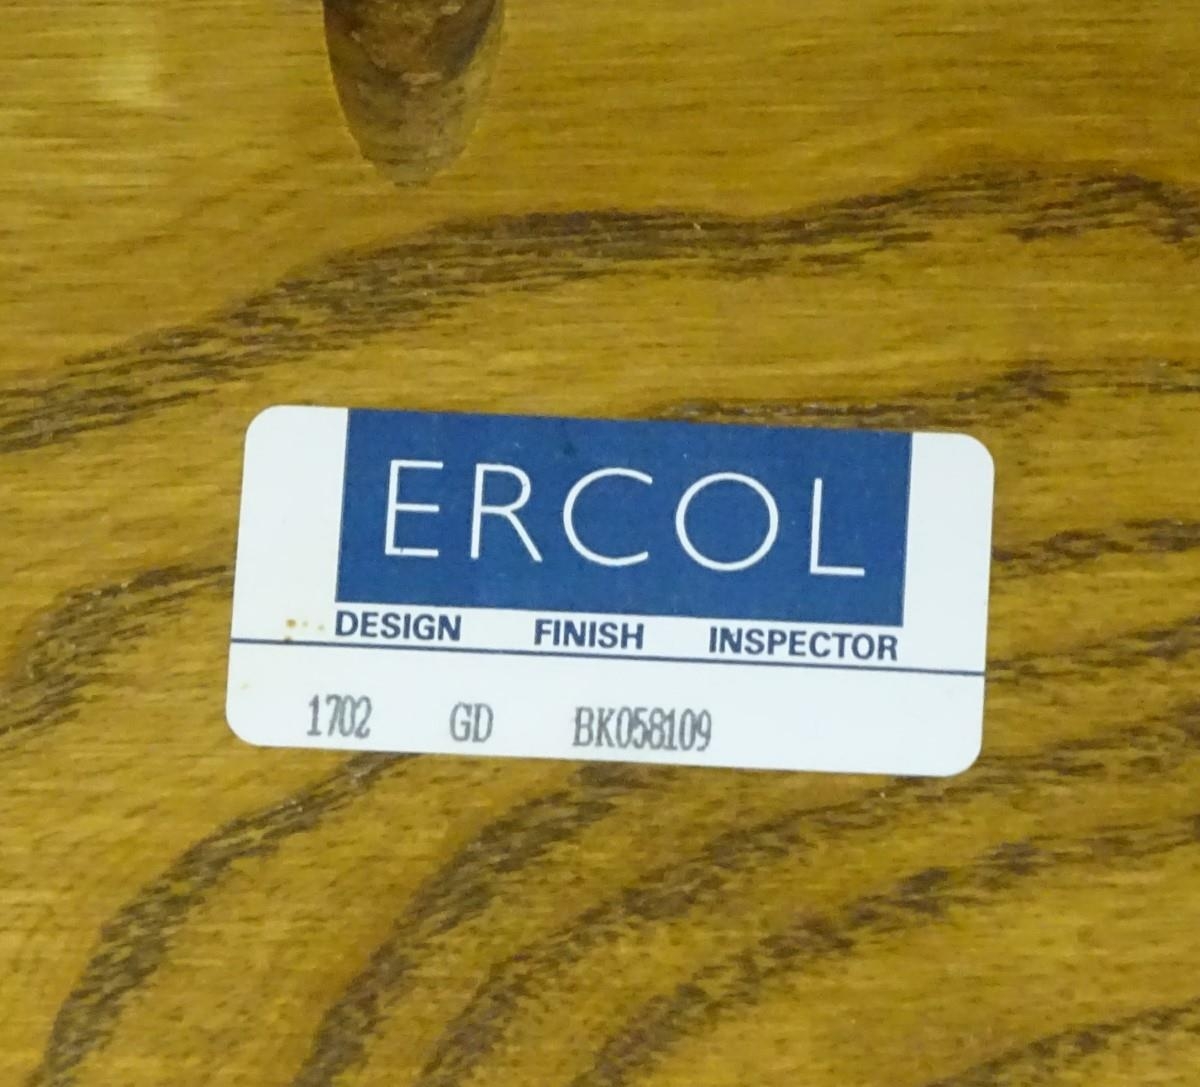 ERCOL
DESIGN FINISH INSPECTOR
1702 GD BK058109